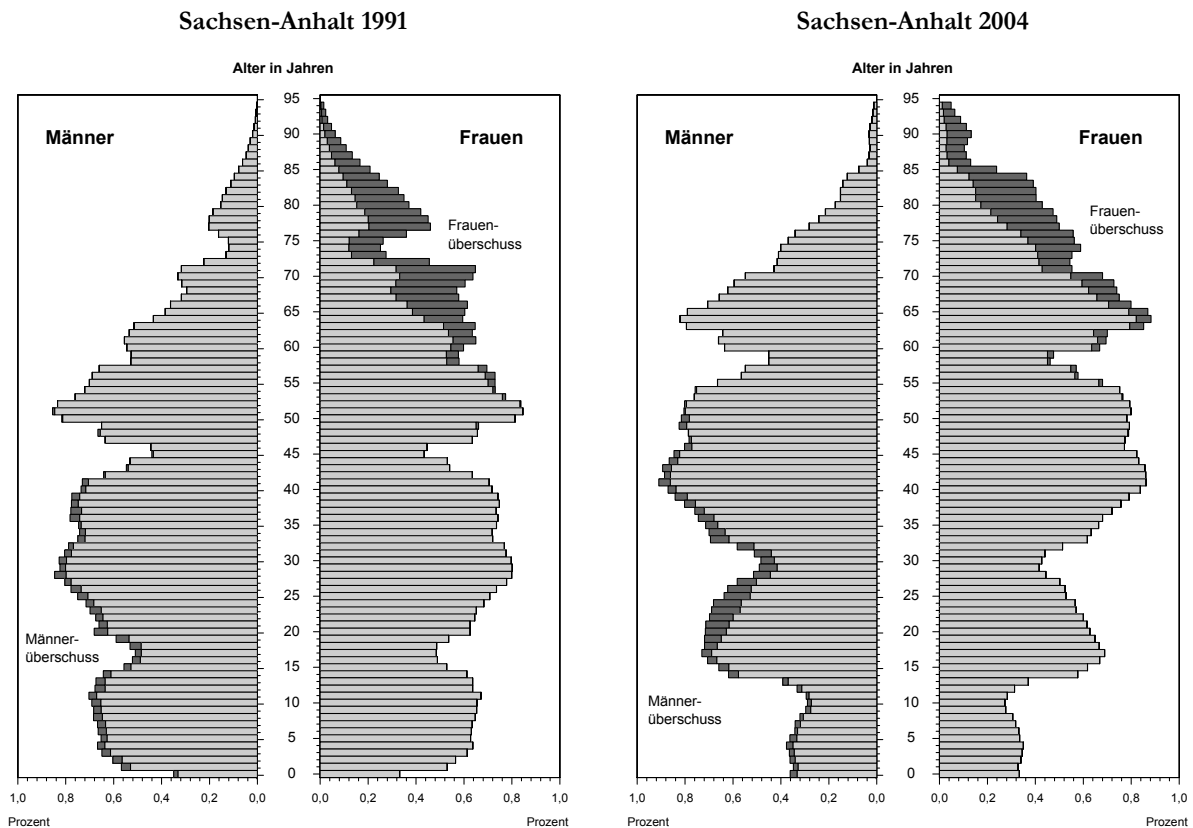 Sachsen-Anhalt 1991
Alter in Jahren
Männer
Frauen
Frauen-
überschuss
Männer-
überschuss
95
90
85
80
75
70
65
60
55
50
45
40
35
30
25
20
15
10
5
0
1,0 0,8 0,6 0,4 0,2 0,0
0,0 0,2 0,4 0,6 0,8 1,0
Prozent
Prozent
Sachsen-Anhalt 2004
Alter in Jahren
Männer
Frauen
Frauen-
überschuss
Männer-
überschuss
95
90
85
80
75
70
65
60
55
50
45
40
35
30
25
20
15
10
5
0
1,0 0,8 0,6 0,4 0,2 0,0
0,0 0,2 0,4 0,6 0,8 1,0
Prozent
Prozent